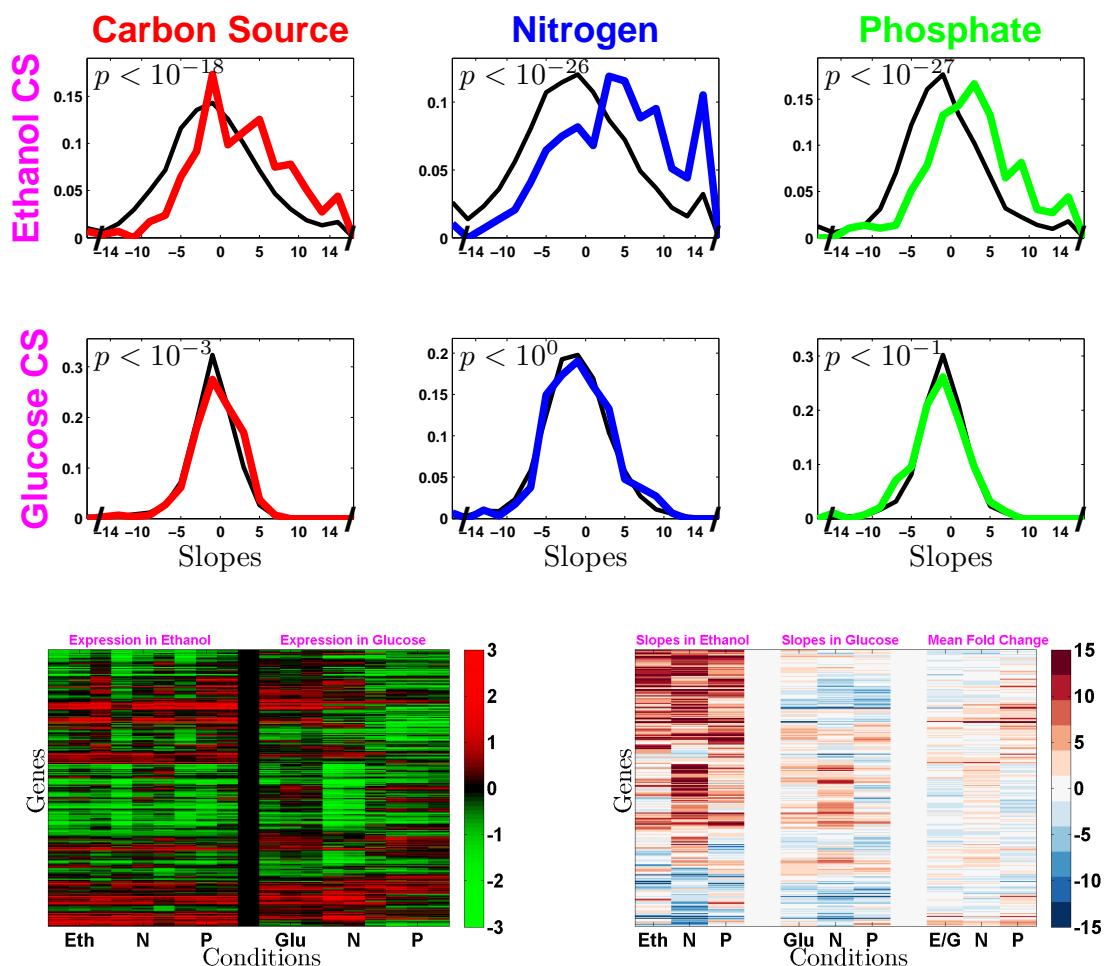 Carbon Source Nitrogen Phosphate
Ethanol CS
p < 10^−18
0.15
0.1
0.05
0
−14 −10 −5 0 5 10 14
p < 10^−26
0.1
0.05
0
−14 −10 −5 0 5 10 14
p < 10^−27
0.15
0.1
0.05
0
−14 −10 −5 0 5 10 14
Glucose CS
p < 10^−3
0.3
0.2
0.1
0
−14 −10 −5 0 5 10 14
Slopes
p < 10^0
0.2
0.15
0.1
0.05
0
−14 −10 −5 0 5 10 14
Slopes
p < 10^−1
0.3
0.2
0.1
0
−14 −10 −5 0 5 10 14
Slopes
Expression in Ethanol Expression in Glucose
Genes
3
2
1
0
-1
-2
-3
Eth N P Glu N P
Conditions
Slopes in Ethanol Slopes in Glucose Mean Fold Change
Genes
15
10
5
0
-5
-10
-15
Eth N P Glu N P E/G N P
Conditions